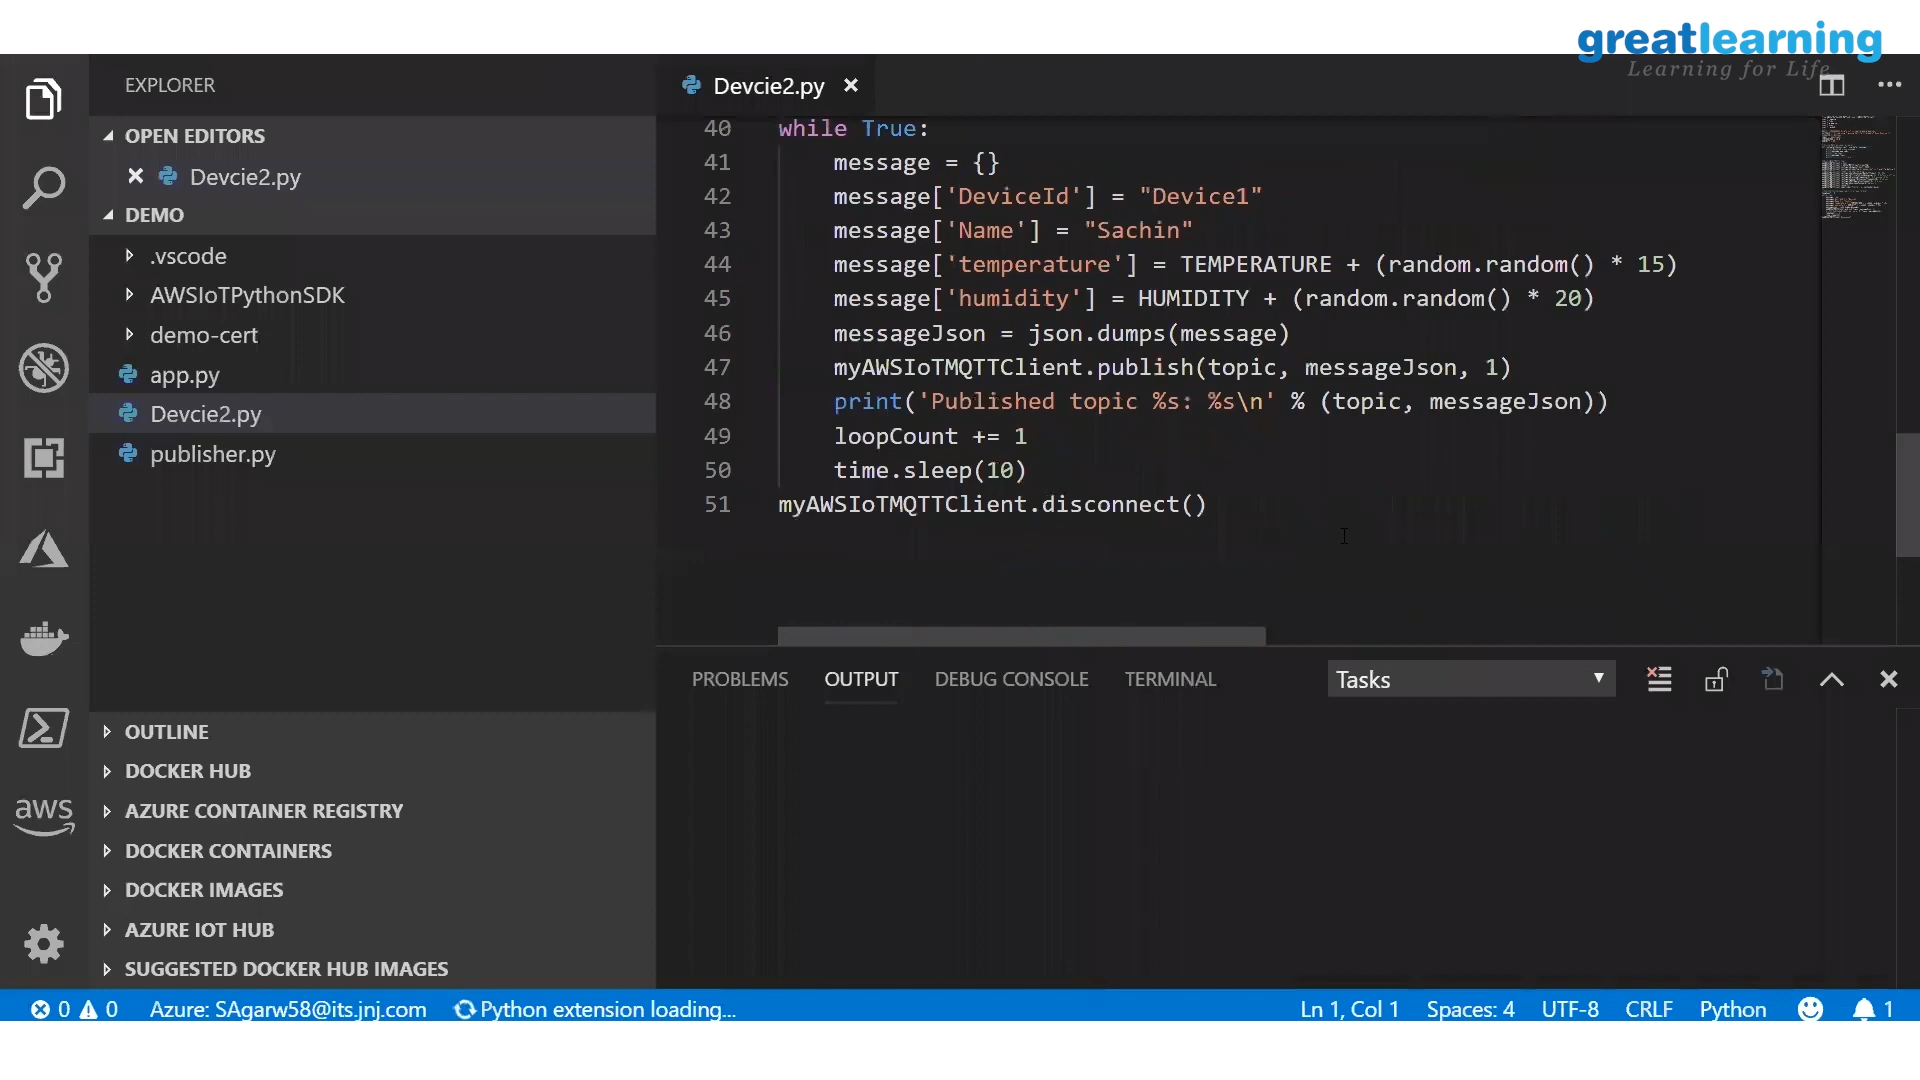 greatlearning
Learning for Life
EXPLORER
OPEN EDITORS
Devcie2.py
DEMO
.vscode
AWSIoTPythonSDK
demo-cert
app.py
Devcie2.py
publisher.py
OUTLINE
DOCKER HUB
AZURE CONTAINER REGISTRY
DOCKER CONTAINERS
DOCKER IMAGES
AZURE IOT HUB
SUGGESTED DOCKER HUB IMAGES
aws
Devcie2.py
40 while True:
41 message = {}
42 message['DeviceId'] = "Device1"
43 message['Name'] = "Sachin"
44 message['temperature'] = TEMPERATURE + (random.random() * 15)
45 message['humidity'] = HUMIDITY + (random.random() * 20)
46 messageJson = json.dumps(message)
47 myAWSIoTMQTTClient.publish(topic, messageJson, 1)
48 print('Published topic %s: %s\n' % (topic, messageJson))
49 loopCount += 1
50 time.sleep(10)
51 myAWSIoTMQTTClient.disconnect()
PROBLEMS OUTPUT DEBUG CONSOLE TERMINAL Tasks
0 0 Azure: SAgarw58@its.jnj.com Python extension loading... Ln 1, Col 1 Spaces: 4 UTF-8 CRLF Python 1